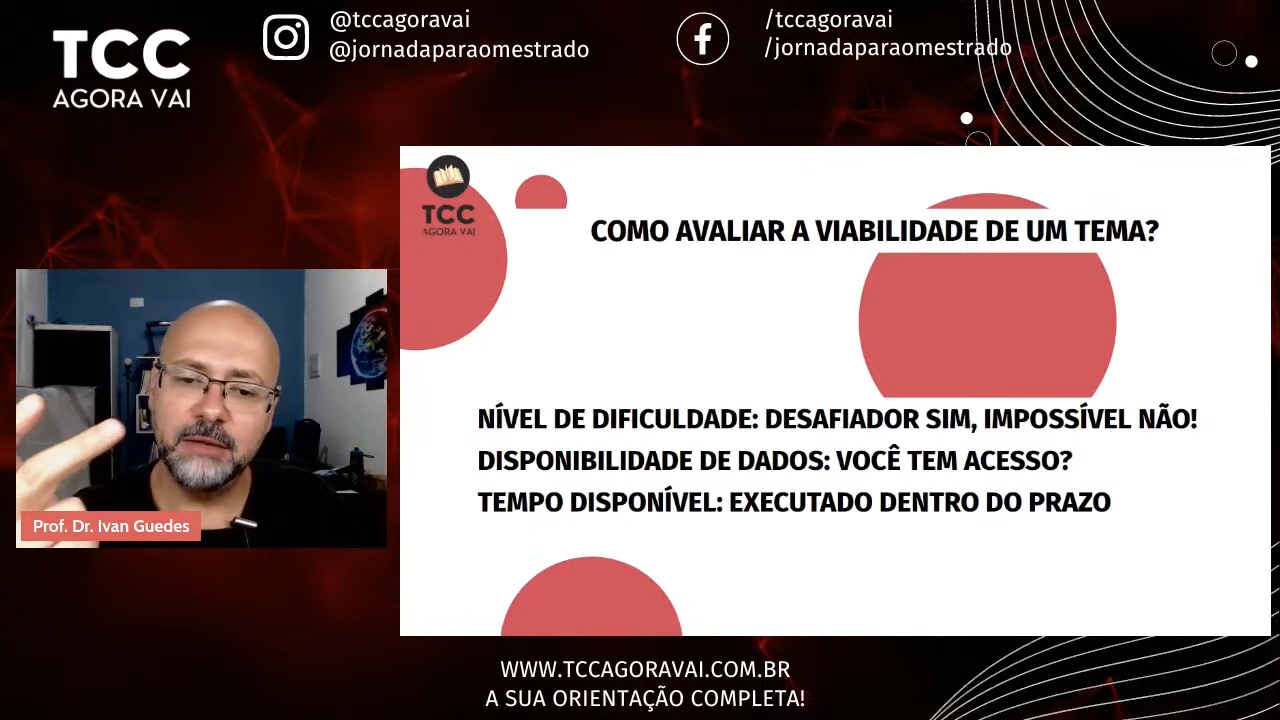 TCC
AGORA VAI
@tccagoravai
@jornadaparaomestrado
/tccagoravai
/jornadaparaomestrado
TCC
AGORA VAI
COMO AVALIAR A VIABILIDADE DE UM TEMA?
NÍVEL DE DIFICULDADE: DESAFIADOR SIM, IMPOSSÍVEL NÃO!
DISPONIBILIDADE DE DADOS: VOCÊ TEM ACESSO?
TEMPO DISPONÍVEL: EXECUTADO DENTRO DO PRAZO
Prof. Dr. Ivan Guedes
WWW.TCCAGORAVAI.COM.BR
A SUA ORIENTAÇÃO COMPLETA!